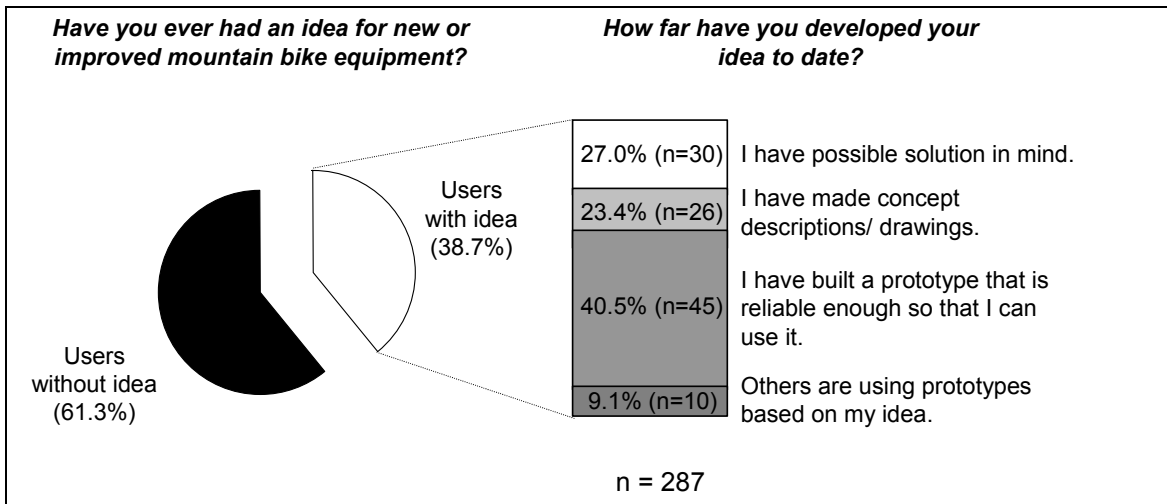 Have you ever had an idea for new or
improved mountain bike equipment?
How far have you developed your
idea to date?
Users
with idea
(38.7%)
Users
without idea
(61.3%)
27.0% (n=30)
I have possible solution in mind.
23.4% (n=26)
I have made concept
descriptions/ drawings.
40.5% (n=45)
I have built a prototype that is
reliable enough so that I can
use it.
9.1% (n=10)
Others are using prototypes
based on my idea.
n = 287